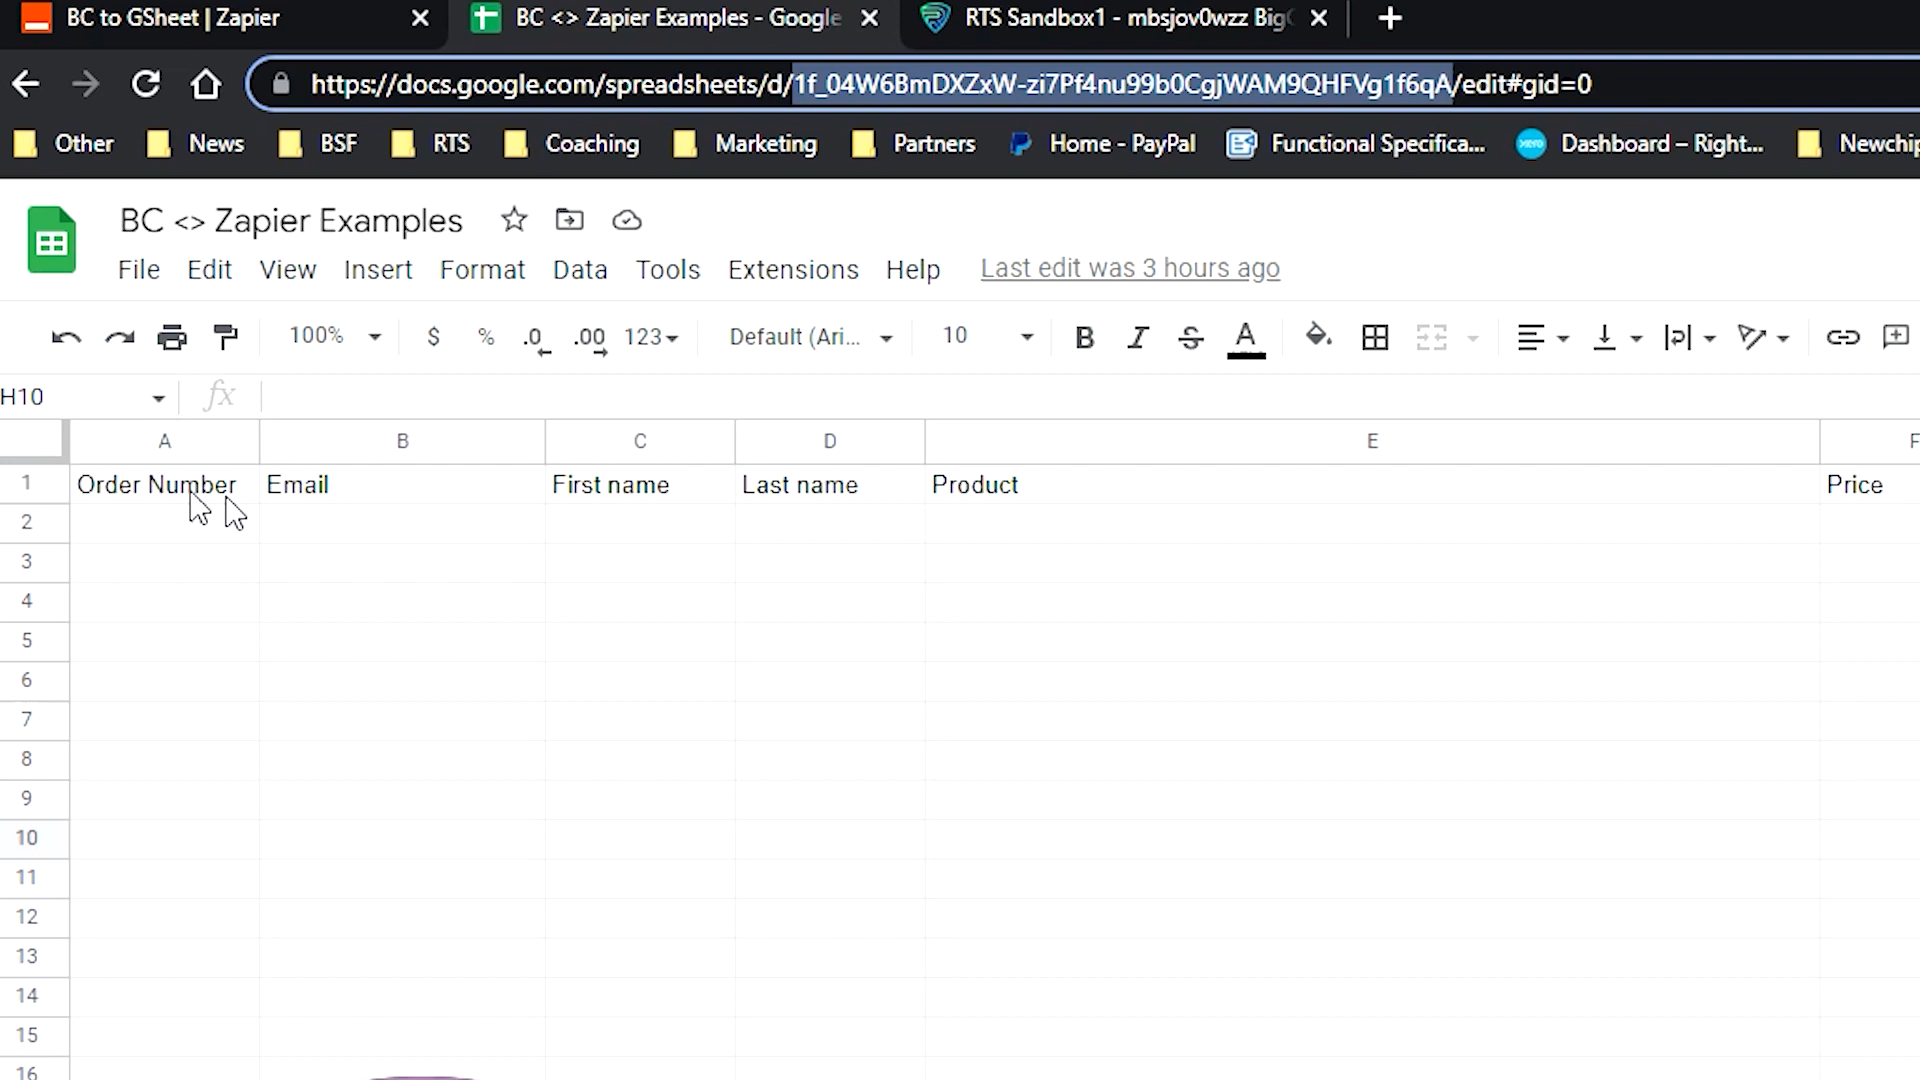 BC to GSheet | Zapier
BC <> Zapier Examples - Google
RTS Sandbox1 - mbsjov0wzz Big
https://docs.google.com/spreadsheets/d/1f_04W6BmDXZxW-zi7Pf4nu99b0CgjWAM9QHFVg1f6qA/edit#gid=0
Other News BSF RTS Coaching Marketing Partners Home - PayPal Functional Specifica... xero Dashboard – Right... Newchip
BC <> Zapier Examples
File Edit View Insert Format Data Tools Extensions Help Last edit was 3 hours ago
100% $ % .0 .00 123 Default (Ari... 10 B I S A
H10 fx
A B C D E F
1 Order Number Email First name Last name Product Price
2
3
4
5
6
7
8
9
10
11
12
13
14
15
16